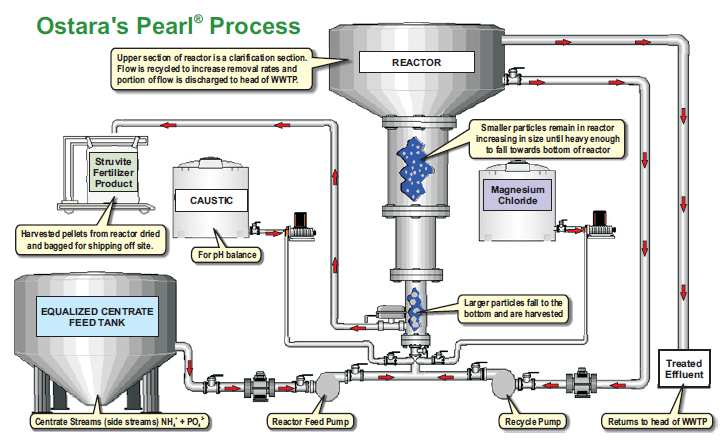 Ostara's Pearl® Process
Upper section of reactor is a clarification section.
Flow is recycled to increase removal rates and
portion of flow is discharged to head of WWTP.
REACTOR
Smaller particles remain in reactor
increasing in size until heavy enough
to fall towards bottom of reactor
Struvite
Fertilizer
Product
CAUSTIC
Magnesium
Chloride
Harvested pellets from reactor dried
and bagged for shipping off site.
For pH balance
EQUALIZED CENTRATE
FEED TANK
Larger particles fall to the
bottom and are harvested
Treated
Effluent
Centrate Streams (side streams) NH₄⁺ + PO₄³⁻
Reactor Feed Pump
Recycle Pump
Returns to head of WWTP